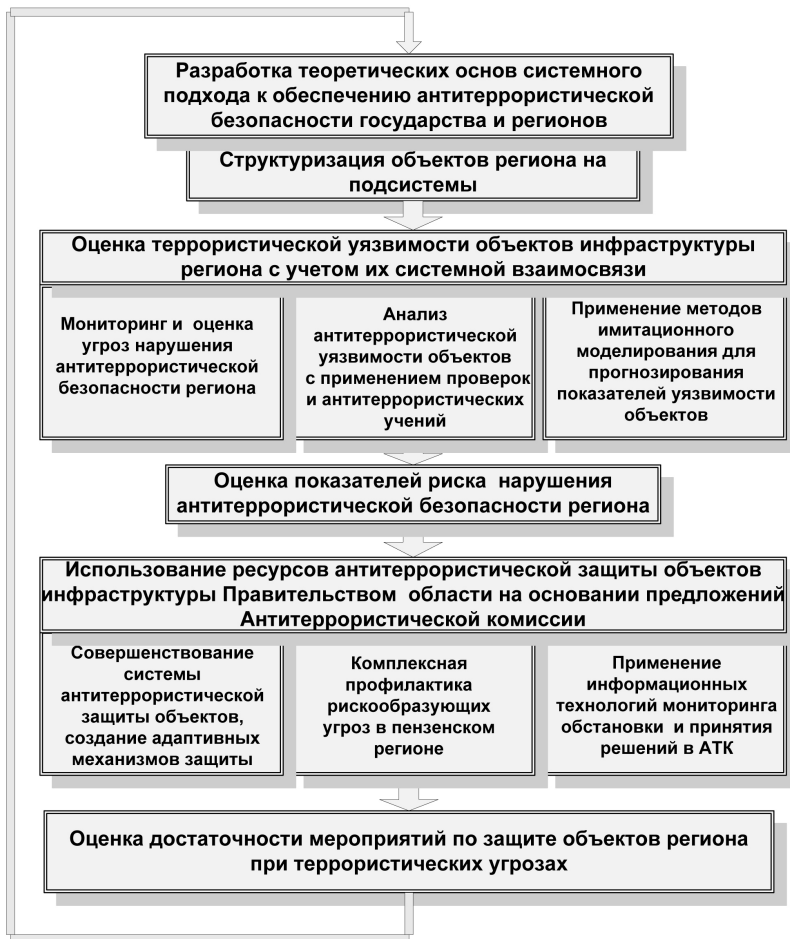 Разработка теоретических основ системного
подхода к обеспечению антитеррористической
безопасности государства и регионов
Структуризация объектов региона на
подсистемы
Оценка террористической уязвимости объектов инфраструктуры
региона с учетом их системной взаимосвязи
Мониторинг и оценка
угроз нарушения
антитеррористической
безопасности региона
Анализ
антитеррористической
уязвимости объектов
с применением проверок
и антитеррористических
учений
Применение методов
имитационного
моделирования для
прогнозирования
показателей уязвимости
объектов
Оценка показателей риска нарушения
антитеррористической безопасности региона
Использование ресурсов антитеррористической защиты объектов
инфраструктуры Правительством области на основании предложений
Антитеррористической комиссии
Совершенствование
системы
антитеррористической
защиты объектов,
создание адаптивных
механизмов защиты
Комплексная
профилактика
рискообразующих
угроз в пензенском
регионе
Применение
информационных
технологий мониторинга
обстановки и принятия
решений в АТК
Оценка достаточности мероприятий по защите объектов региона
при террористических угрозах